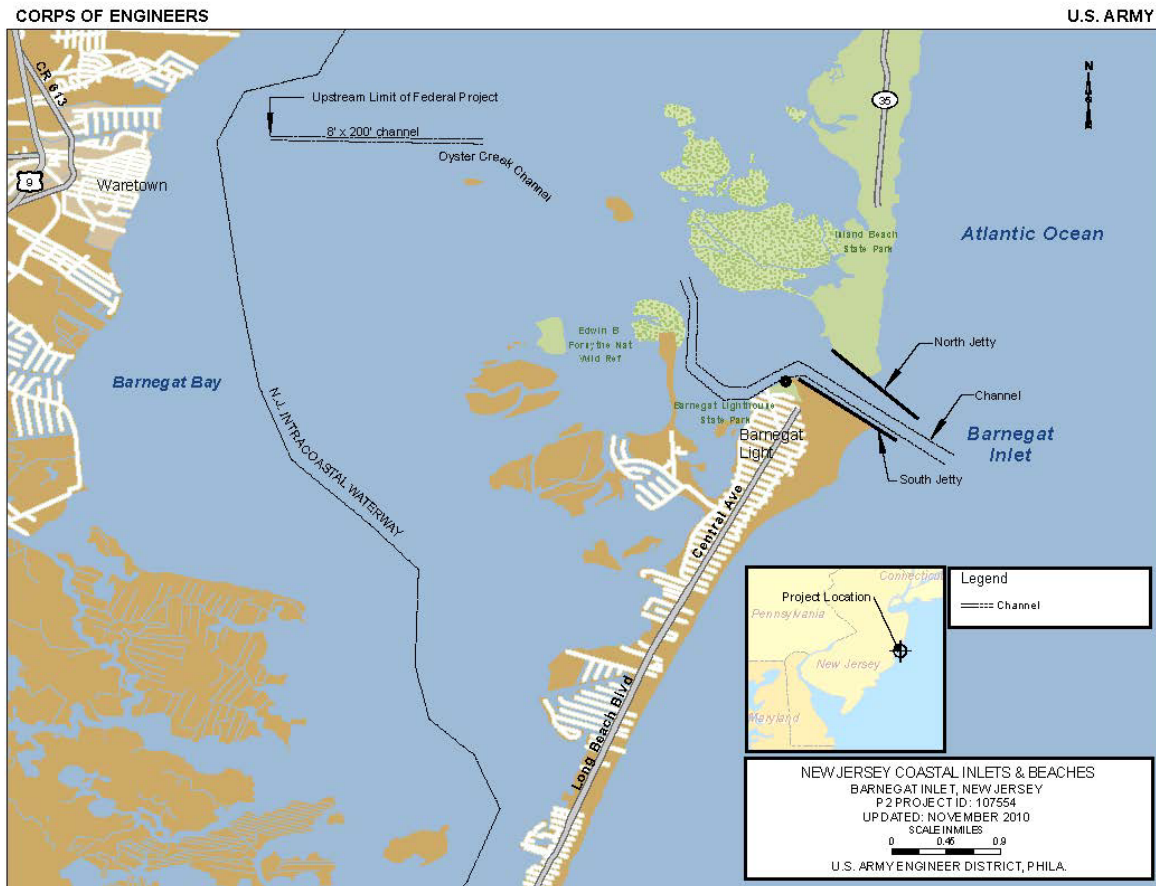 CORPS OF ENGINEERS
U.S. ARMY
CR 613
Upstream Limit of Federal Project
8' x 200' channel
Oyster Creek Channel
35
N
9
Waretown
Atlantic Ocean
Island Beach
State Park
Edwin B
Forsythe Nat
Wild Ref
North Jetty
Barnegat Bay
Channel
Barnegat Lighthouse
State Park
Barnegat
Light
Barnegat
Inlet
South Jetty
N.J. INTRACOASTAL WATERWAY
Central Ave
Long Beach Blvd
Connecticut
Project Location
Pennsylvania
New Jersey
Maryland
Legend
Channel
NEW JERSEY COASTAL INLETS & BEACHES
BARNEGAT INLET, NEW JERSEY
P2 PROJECT ID: 107554
UPDATED: NOVEMBER 2010
SCALE IN MILES
0 0.45 0.9
U.S. ARMY ENGINEER DISTRICT, PHILA.